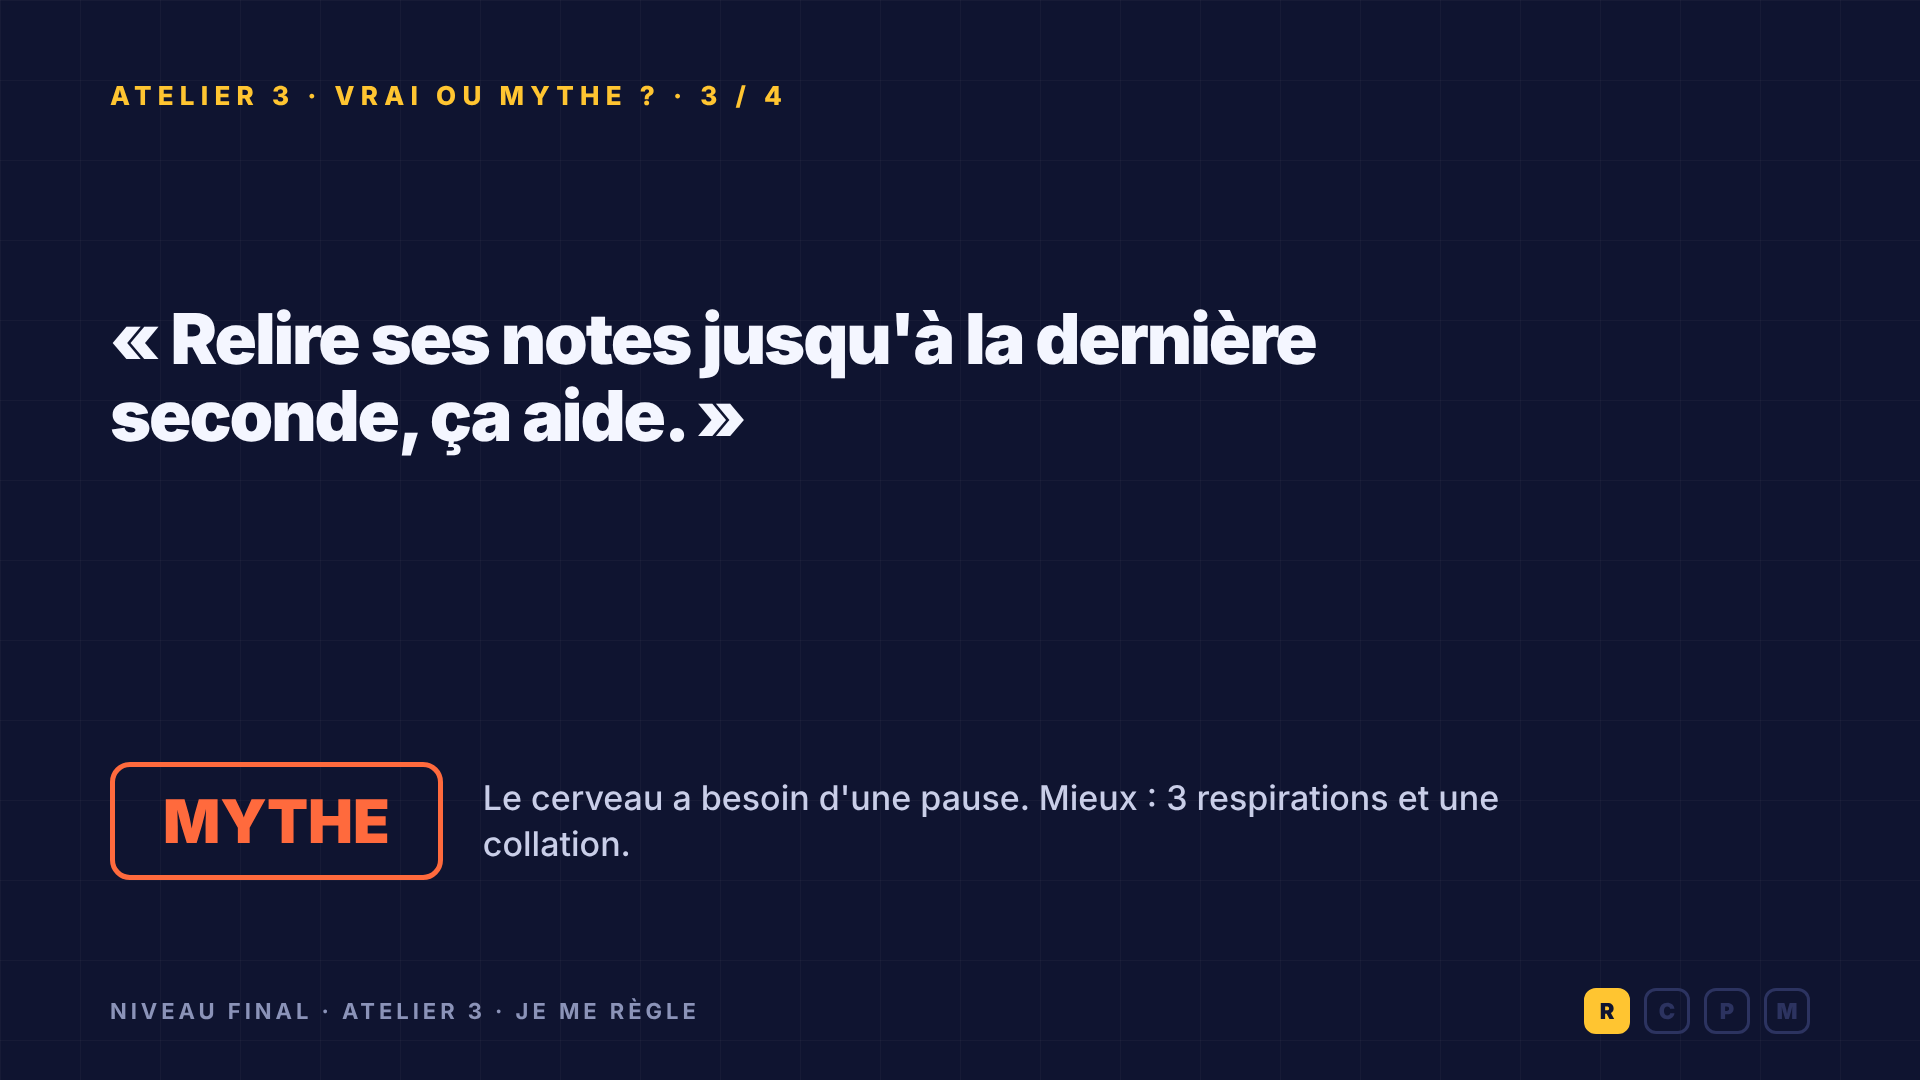 ATELIER 3 · VRAI OU MYTHE ? · 3 / 4
« Relire ses notes jusqu'à la dernière
seconde, ça aide. »
MYTHE
Le cerveau a besoin d'une pause. Mieux : 3 respirations et une
collation.
NIVEAU FINAL · ATELIER 3 · JE ME RÈGLE
R C P M